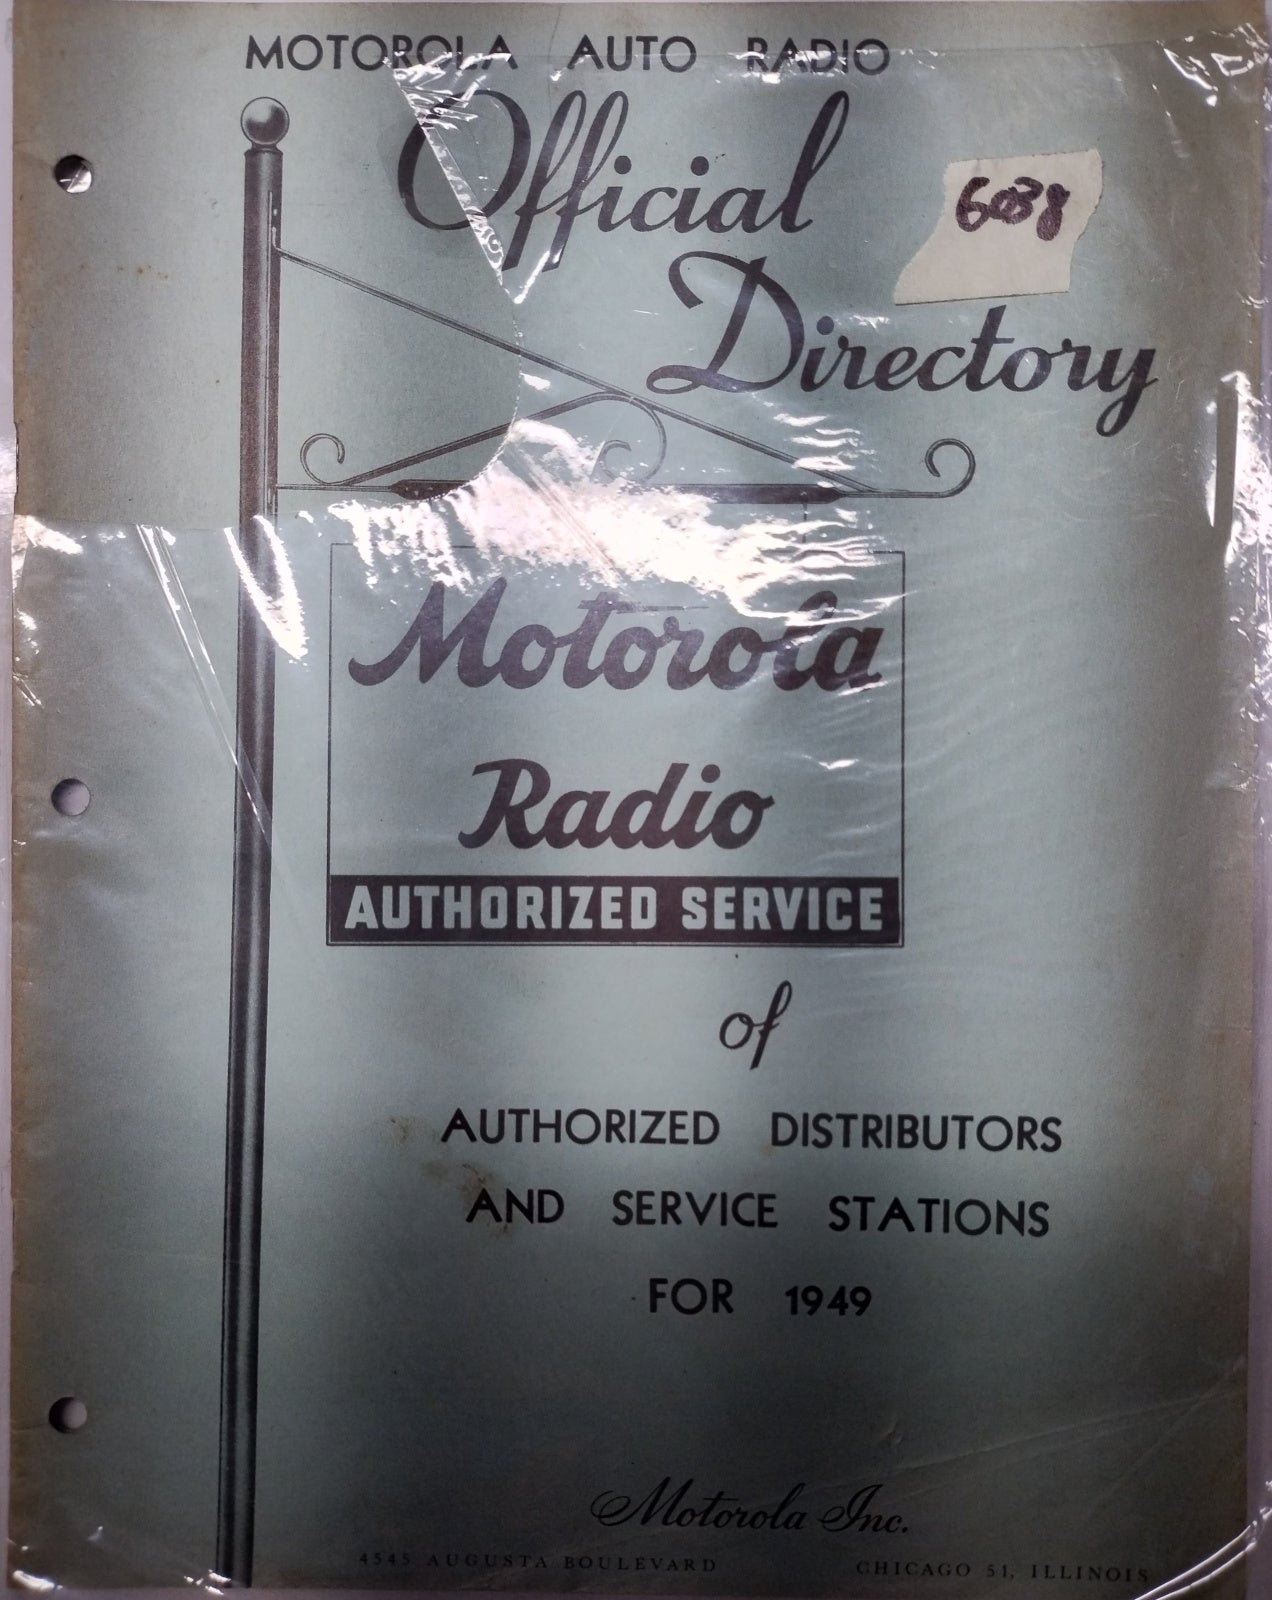 MOTOROLA AUTO RADIO
Official
6038
Directory
Motorola
Radio
AUTHORIZED SERVICE
of
AUTHORIZED DISTRIBUTORS
AND SERVICE STATIONS
FOR 1949
Motorola Inc.
4545 AUGUSTA BOULEVARD CHICAGO 51, ILLINOIS